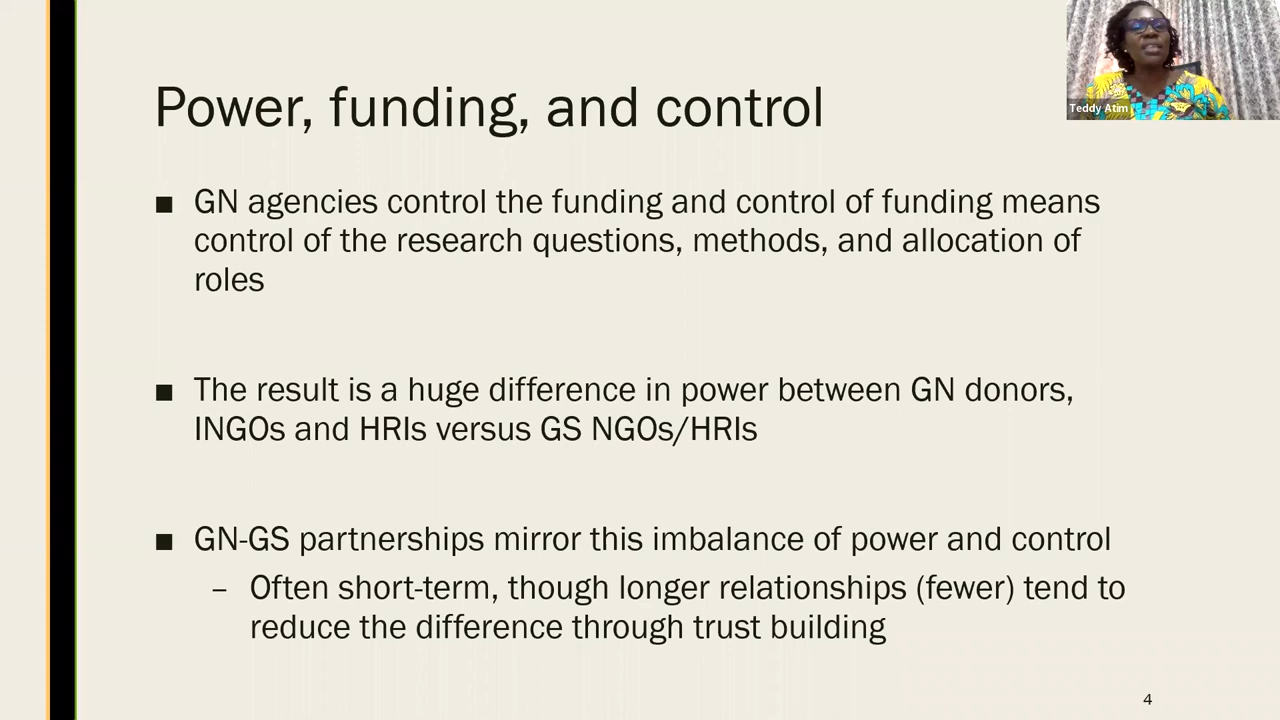 Power, funding, and control
Teddy Atim
■ GN agencies control the funding and control of funding means
control of the research questions, methods, and allocation of
roles
■ The result is a huge difference in power between GN donors,
INGOs and HRIs versus GS NGOs/HRIs
■ GN-GS partnerships mirror this imbalance of power and control
– Often short-term, though longer relationships (fewer) tend to
reduce the difference through trust building
4